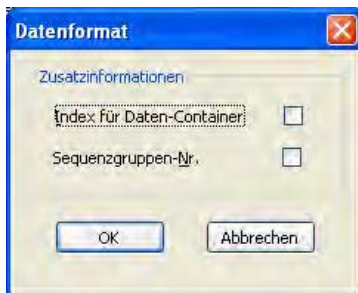 Datenformat
Zusatzinformationen
Index für Daten-Container
Sequenzgruppen-Nr.
OK
Abbrechen